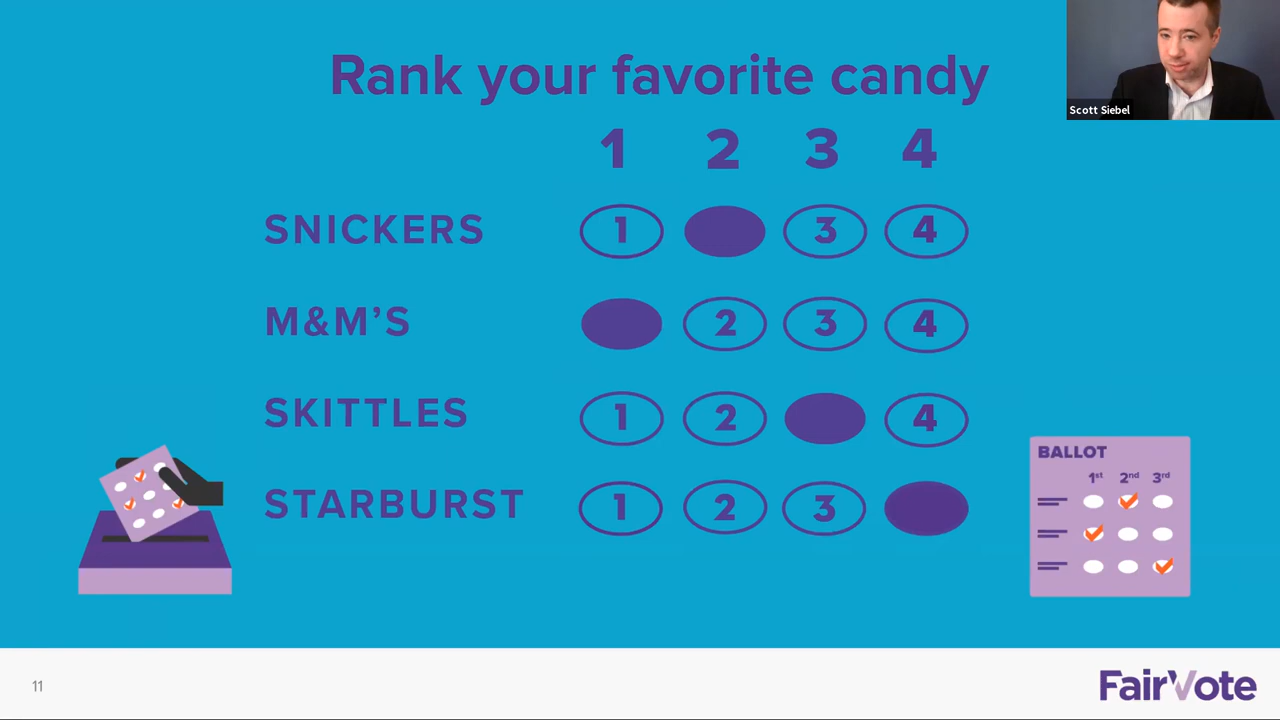 Rank your favorite candy
Scott Siebel
1 2 3 4
SNICKERS 1 3 4
M&M’S 2 3 4
SKITTLES 1 2 4
STARBURST 1 2 3
BALLOT
1st 2nd 3rd
11
FairVote